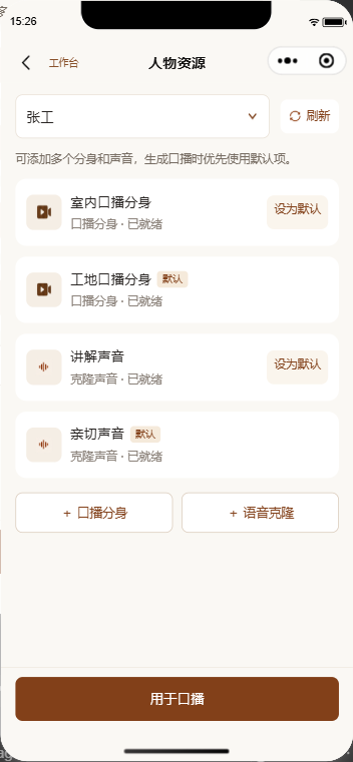 15:26
工作台
人物资源
张工
刷新
可添加多个分身和声音，生成口播时优先使用默认项。
室内口播分身
口播分身 · 已就绪
设为默认
工地口播分身 默认
口播分身 · 已就绪
讲解声音
克隆声音 · 已就绪
设为默认
亲切声音 默认
克隆声音 · 已就绪
+ 口播分身
+ 语音克隆
用于口播